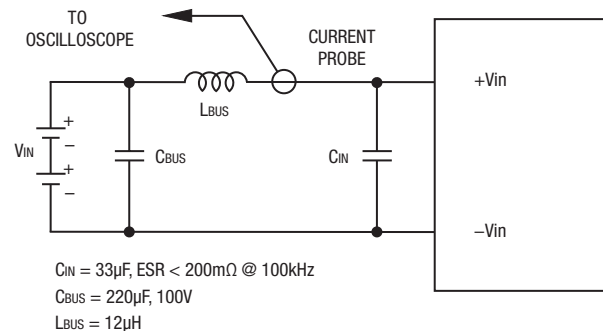 TO
OSCILLOSCOPE
CURRENT
PROBE
+Vin
LBUS
VIN
+
−
+
−
CBUS
CIN
−Vin
CIN = 33µF, ESR < 200mΩ @ 100kHz
CBUS = 220µF, 100V
LBUS = 12µH